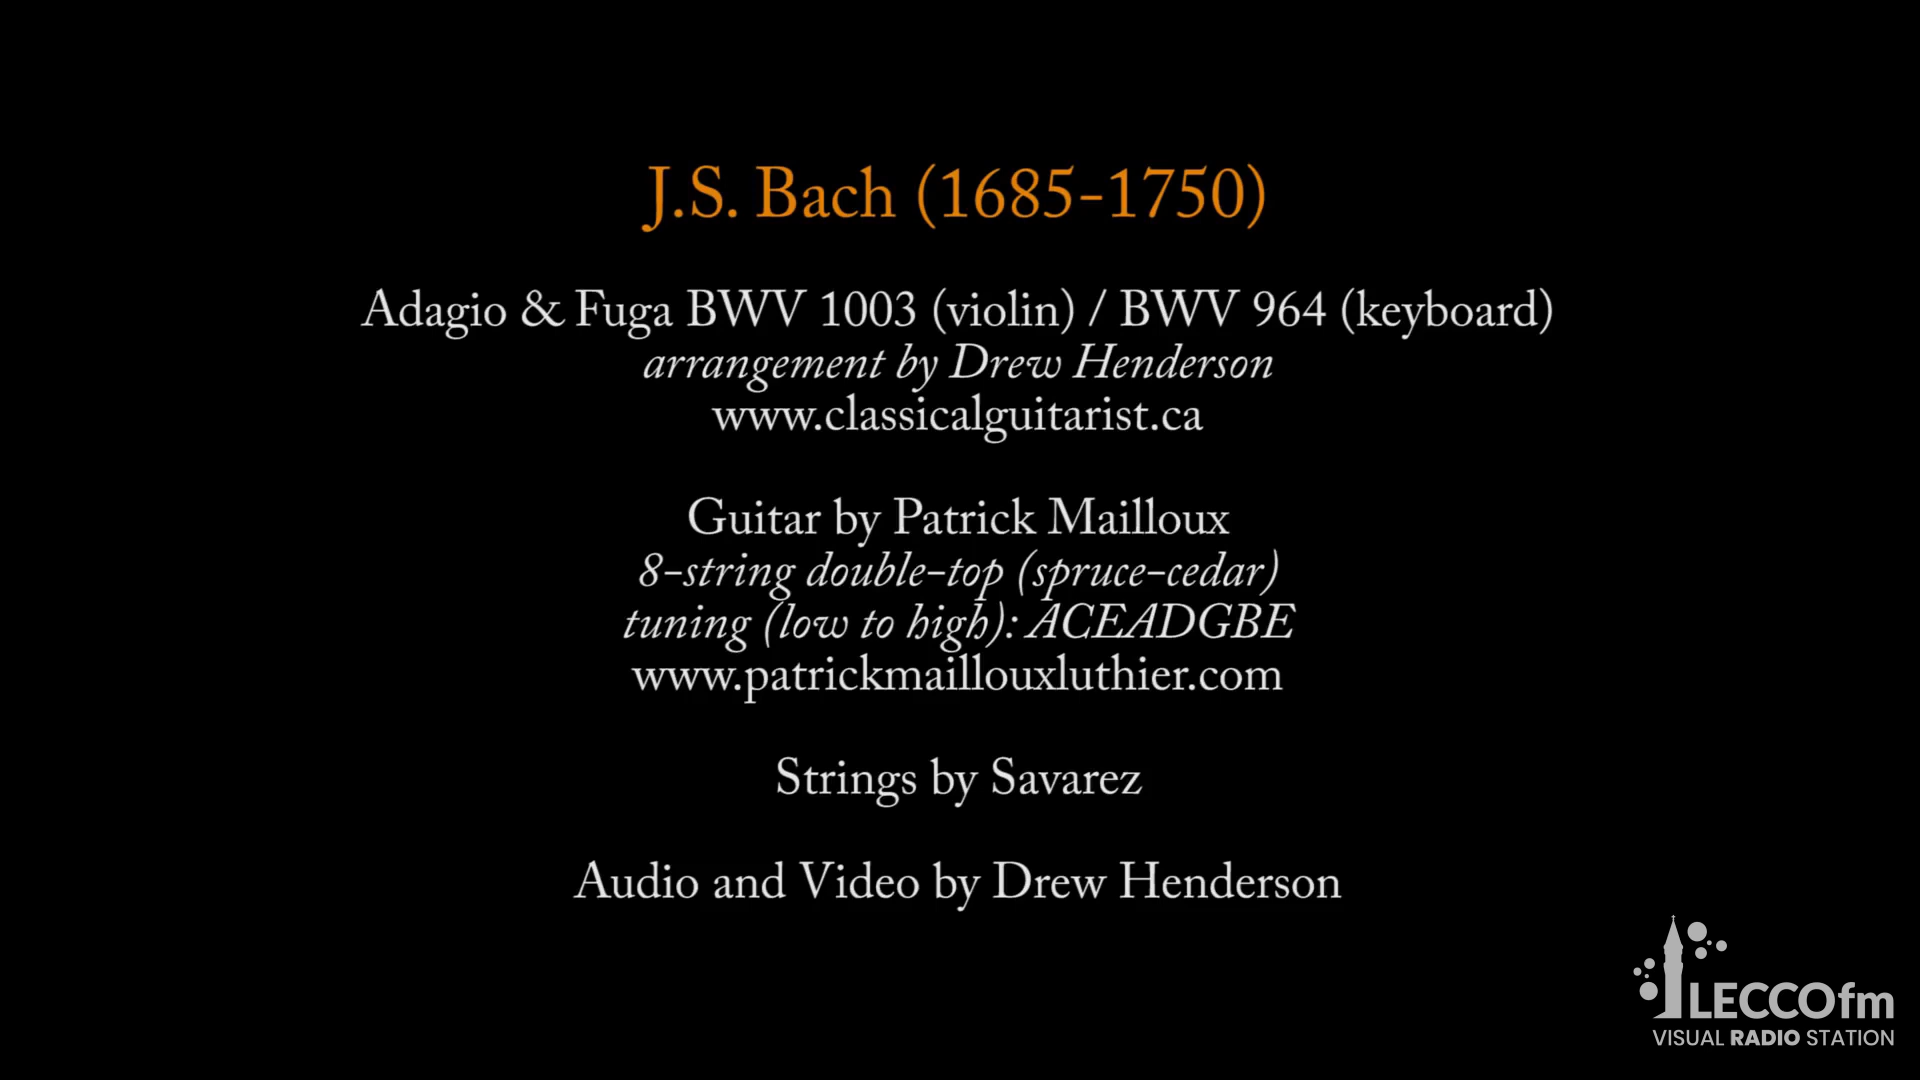 J.S. Bach (1685-1750)
Adagio & Fuga BWV 1003 (violin) / BWV 964 (keyboard)
arrangement by Drew Henderson
www.classicalguitarist.ca
Guitar by Patrick Mailloux
8-string double-top (spruce-cedar)
tuning (low to high): ACEADGBE
www.patrickmaillouxluthier.com
Strings by Savarez
Audio and Video by Drew Henderson
LECCOfm
VISUAL RADIO STATION